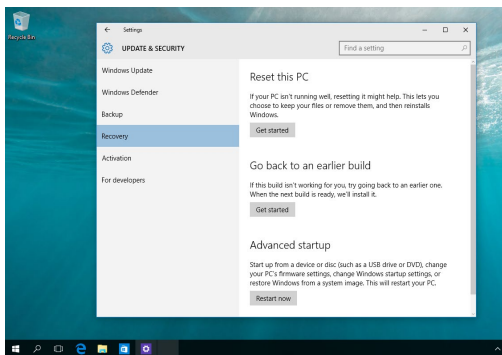 Recycle Bin
Settings
UPDATE & SECURITY
Find a setting
Windows Update
Windows Defender
Backup
Recovery
Activation
For developers
Reset this PC
If your PC isn't running well, resetting it might help. This lets you
choose to keep your files or remove them, and then reinstalls
Windows.
Get started
Go back to an earlier build
If this build isn't working for you, try going back to an earlier one.
When the next build is ready, we'll install it.
Get started
Advanced startup
Start up from a device or disc (such as a USB drive or DVD), change
your PC's firmware settings, change Windows startup settings, or
restore Windows from a system image. This will restart your PC.
Restart now